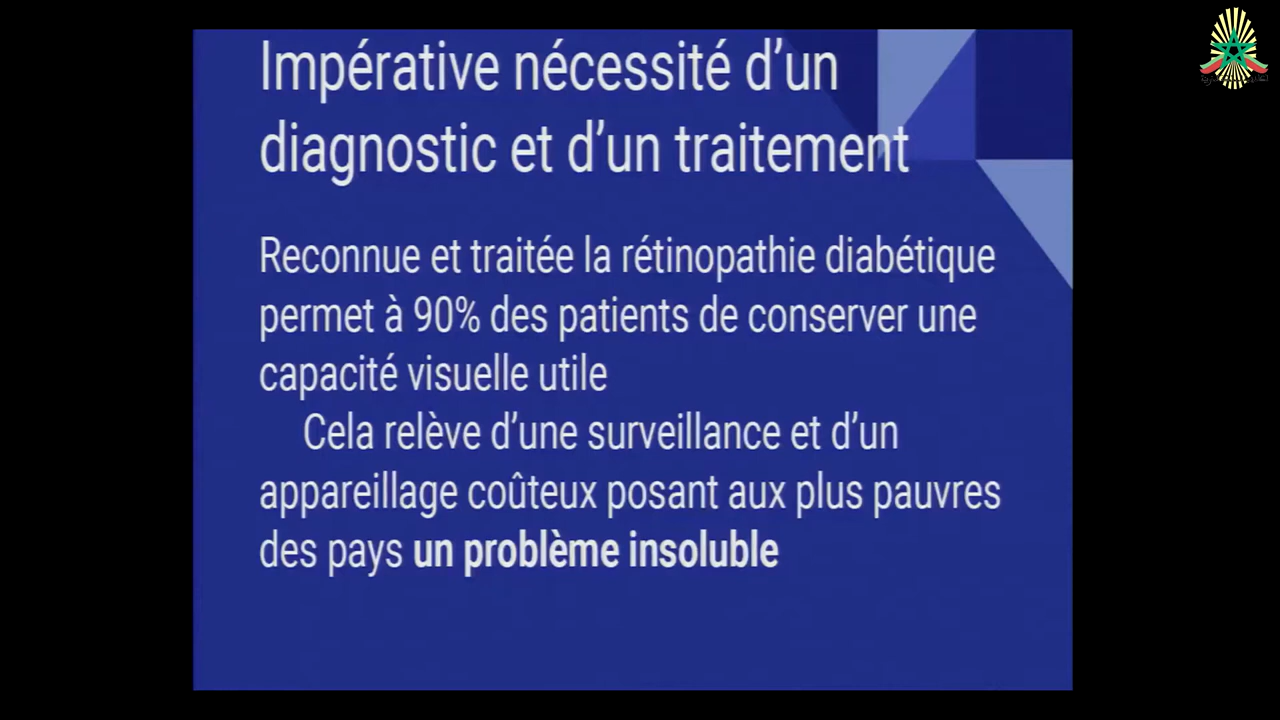 Impérative nécessité d’un
diagnostic et d’un traitement
Reconnue et traitée la rétinopathie diabétique
permet à 90% des patients de conserver une
capacité visuelle utile
Cela relève d’une surveillance et d’un
appareillage coûteux posant aux plus pauvres
des pays un problème insoluble